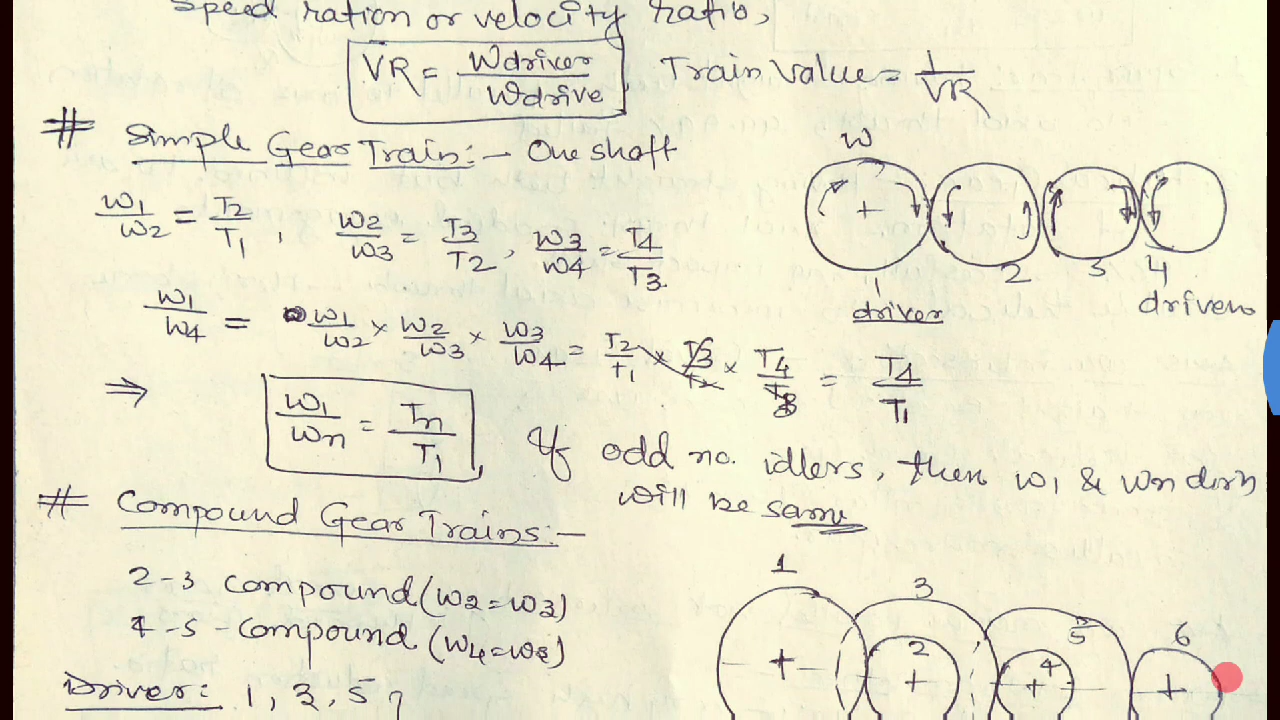 Speed ration or velocity ratio,
VR = Wdriver / Wdrive Train Value = 1/VR
# Simple Gear Train:- One shaft
ω1/ω2 = T2/T1, ω2/ω3 = T3/T2, ω3/ω4 = T4/T3
ω
1 2 3 4
driver driven
ω1/ω4 = ω1/ω2 × ω2/ω3 × ω3/ω4 = T2/T1 × T3/T2 × T4/T3 = T4/T1
⇒ ω1/ωn = Tn/T1, If odd no. idlers, then ω1 & ωn dirn
will be same
# Compound Gear Trains:-
2-3 compound (ω2=ω3)
4-5 - compound (ω4=ω5)
Driver: 1, 3, 5
1 3 2 5 4 6